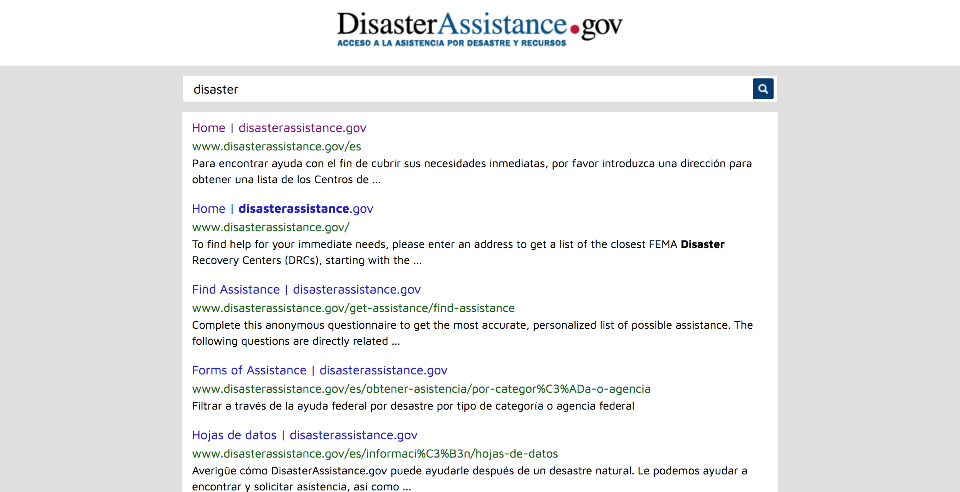 DisasterAssistance.gov
ACCESO A LA ASISTENCIA POR DESASTRE Y RECURSOS
disaster
Home | disasterassistance.gov
www.disasterassistance.gov/es
Para encontrar ayuda con el fin de cubrir sus necesidades inmediatas, por favor introduzca una dirección para
obtener una lista de los Centros de ...
Home | disasterassistance.gov
www.disasterassistance.gov/
To find help for your immediate needs, please enter an address to get a list of the closest FEMA Disaster
Recovery Centers (DRCs), starting with the ...
Find Assistance | disasterassistance.gov
www.disasterassistance.gov/get-assistance/find-assistance
Complete this anonymous questionnaire to get the most accurate, personalized list of possible assistance. The
following questions are directly related ...
Forms of Assistance | disasterassistance.gov
www.disasterassistance.gov/es/obtener-asistencia/por-categor%C3%ADa-o-agencia
Filtrar a través de la ayuda federal por desastre por tipo de categoría o agencia federal
Hojas de datos | disasterassistance.gov
www.disasterassistance.gov/es/informaci%C3%B3n/hojas-de-datos
Averigüe cómo DisasterAssistance.gov puede ayudarle después de un desastre natural. Le podemos ayudar a
encontrar y solicitar asistencia, así como ...